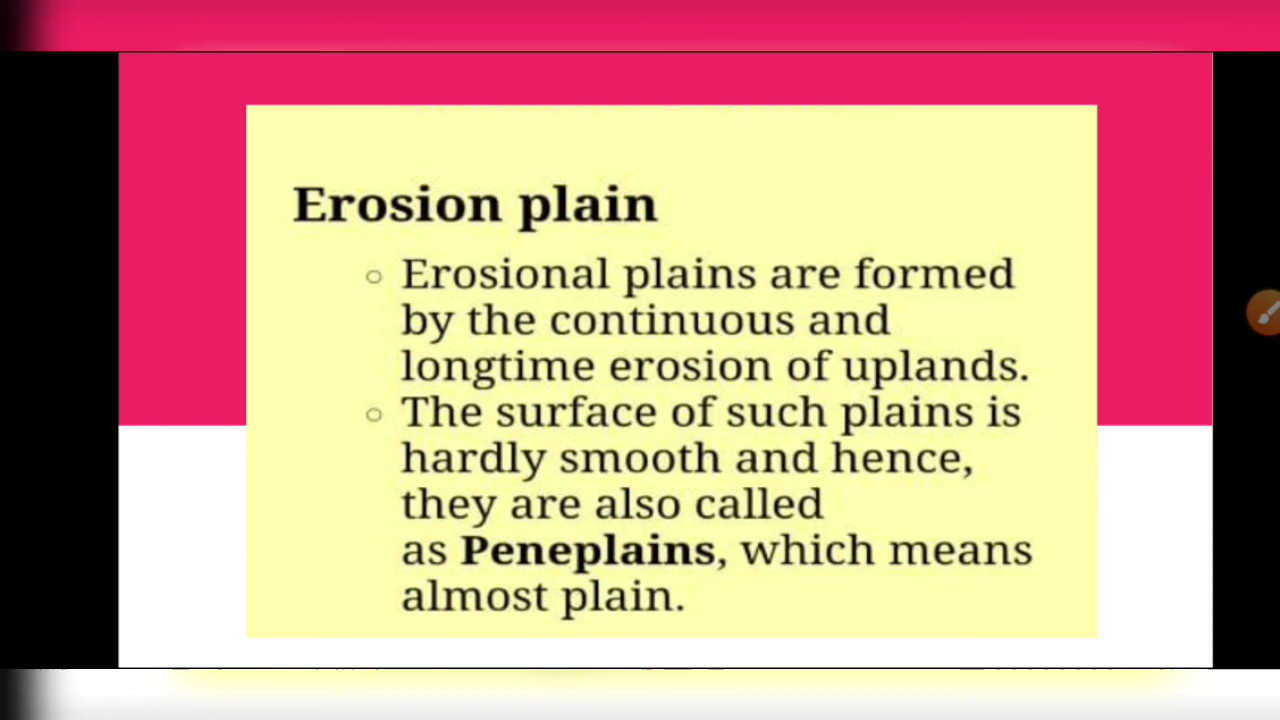 Erosion plain
Erosional plains are formed
by the continuous and
longtime erosion of uplands.
The surface of such plains is
hardly smooth and hence,
they are also called
as Peneplains, which means
almost plain.